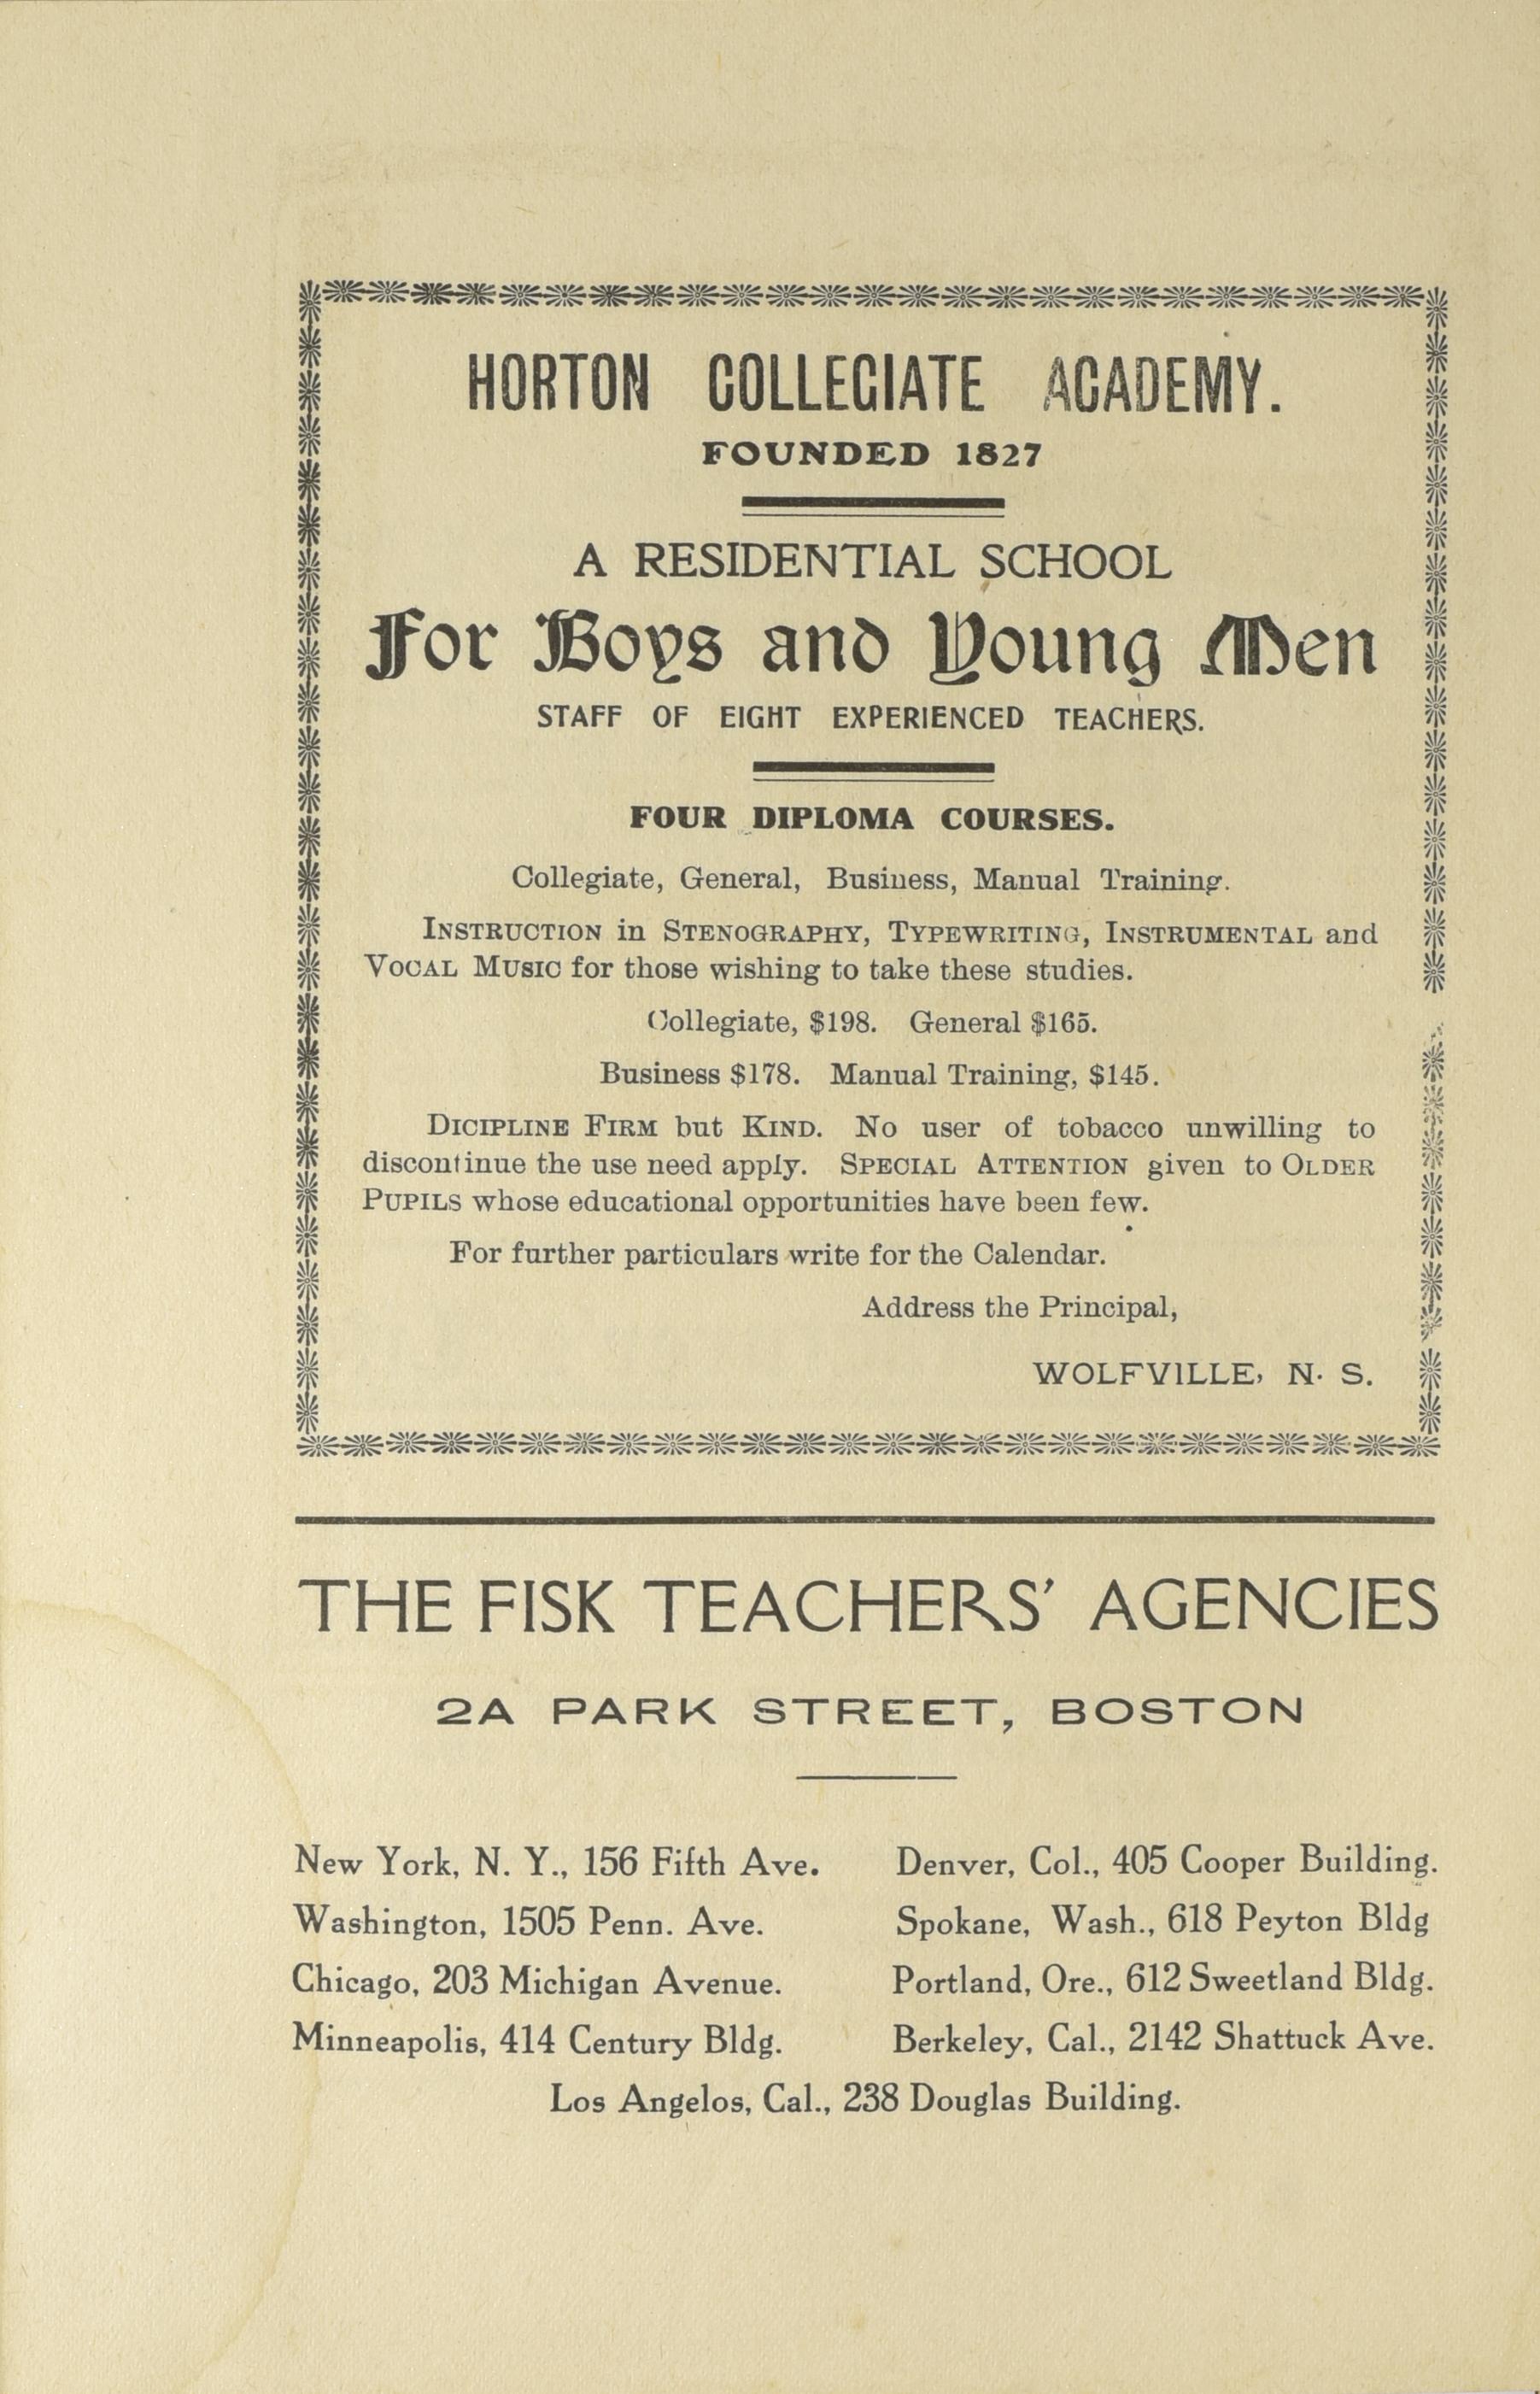 HORTON COLLEGIATE ACADEMY.
FOUNDED 1827
A RESIDENTIAL SCHOOL
For Boys and Young Men
STAFF OF EIGHT EXPERIENCED TEACHERS.
FOUR DIPLOMA COURSES.
Collegiate, General, Business, Manual Training.
INSTRUCTION in STENOGRAPHY, TYPEWRITING, INSTRUMENTAL and
VOCAL MUSIC for those wishing to take these studies.
Collegiate, $198. General $165.
Business $178. Manual Training, $145.
DICIPLINE FIRM but KIND. No user of tobacco unwilling to
discontinue the use need apply. SPECIAL ATTENTION given to OLDER
PUPILS whose educational opportunities have been few.
For further particulars write for the Calendar.
Address the Principal,
WOLFVILLE, N. S.
THE FISK TEACHERS' AGENCIES
2A PARK STREET, BOSTON
New York, N. Y., 156 Fifth Ave. Denver, Col., 405 Cooper Building.
Washington, 1505 Penn. Ave. Spokane, Wash., 618 Peyton Bldg
Chicago, 203 Michigan Avenue. Portland, Ore., 612 Sweetland Bldg.
Minneapolis, 414 Century Bldg. Berkeley, Cal., 2142 Shattuck Ave.
Los Angelos, Cal., 238 Douglas Building.